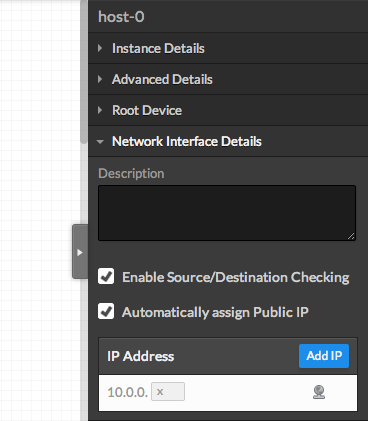 host-0
Instance Details
Advanced Details
Root Device
Network Interface Details
Description
Enable Source/Destination Checking
Automatically assign Public IP
IP Address Add IP
10.0.0. x